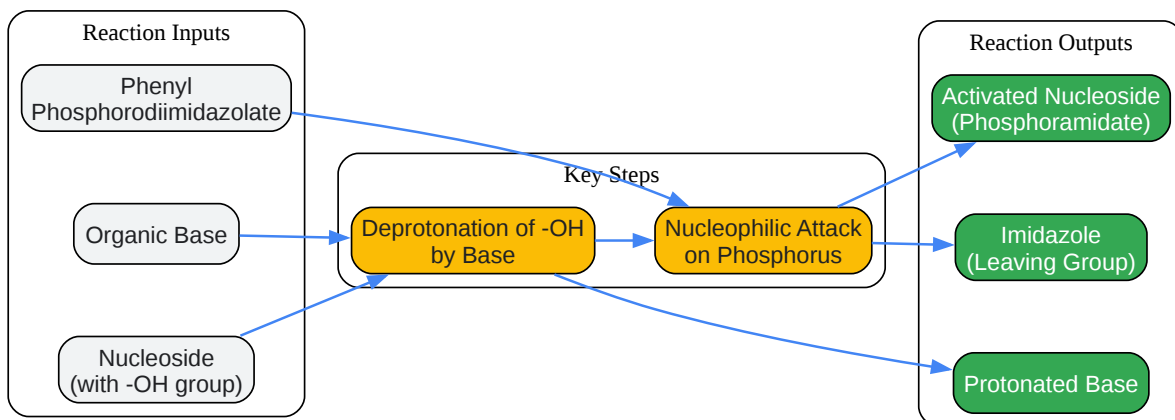 Reaction Inputs
Phenyl
Phosphorodiimidazolate
Organic Base
Nucleoside
(with -OH group)
Key Steps
Deprotonation of -OH
by Base
Nucleophilic Attack
on Phosphorus
Reaction Outputs
Activated Nucleoside
(Phosphoramidate)
Imidazole
(Leaving Group)
Protonated Base